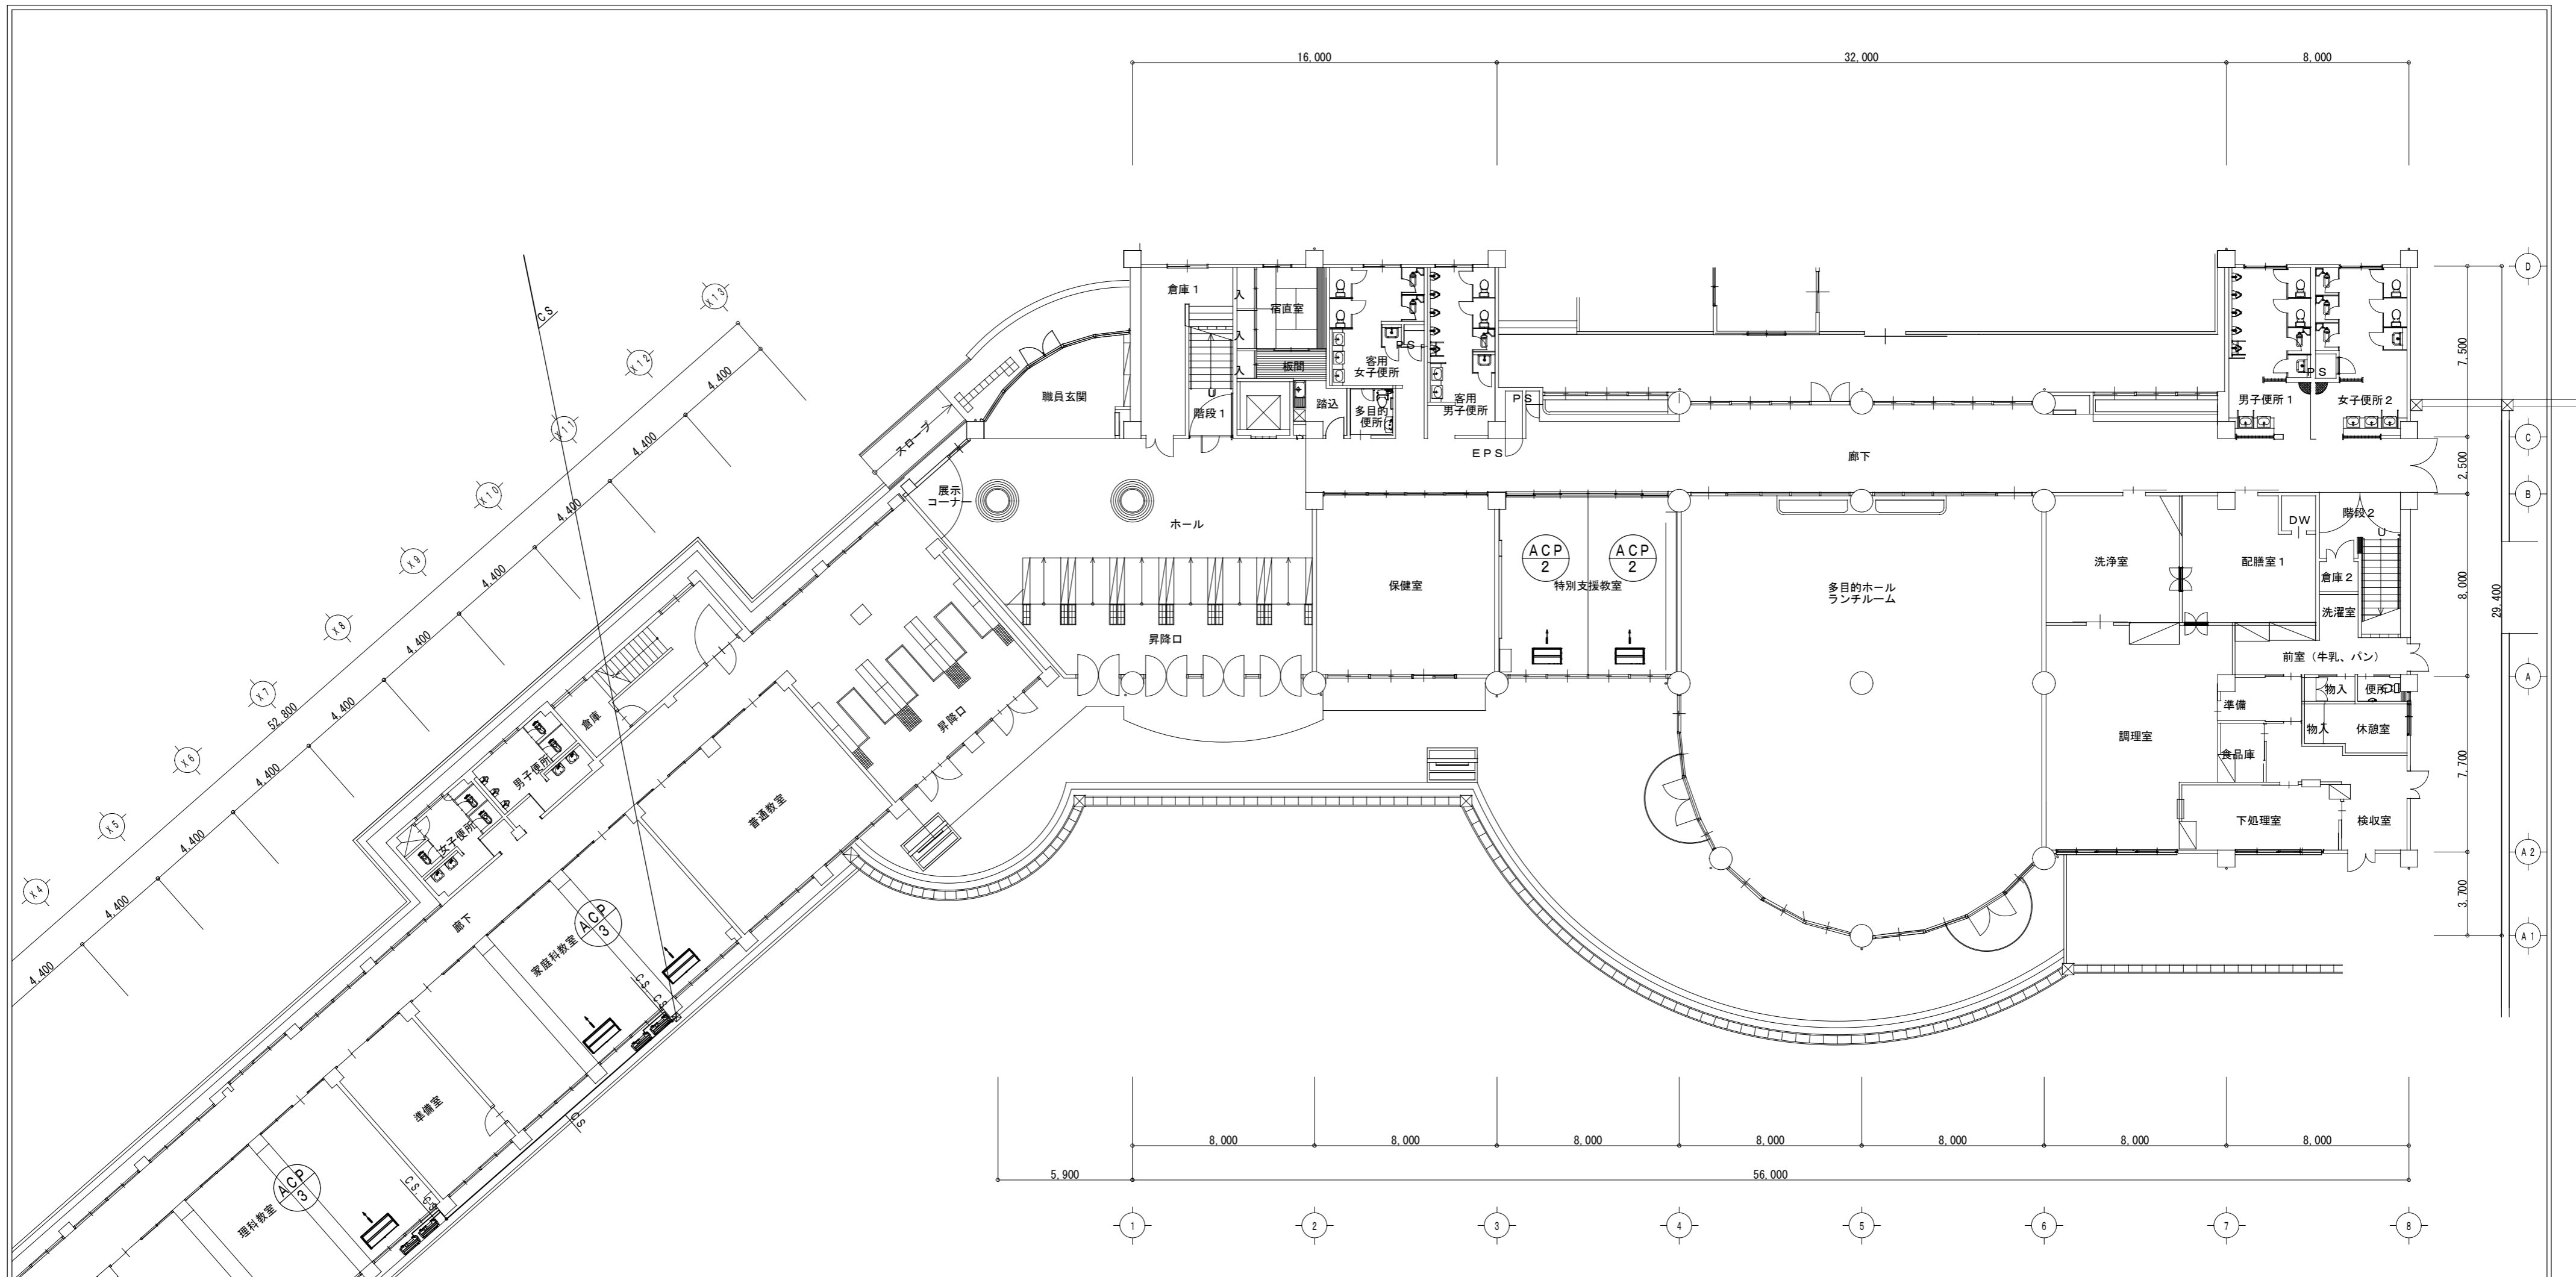 16,000
32,000
8,000
CS
X13
X12
X11
X10
X9
X8
X7
X6
X5
X4
4,400
4,400
4,400
4,400
4,400
4,400
4,400
4,400
4,400
4,400
52,800
倉庫1
入
入
入
宿直室
板間
客用
女子便所
PS
客用
男子便所
踏込
多目的
便所
階段1
U
職員玄関
スロープ
展示
コーナー
ホール
昇降口
EPS
PS
廊下
男子便所1
PS
女子便所2
D
C
B
A
A2
A1
7,500
2,500
8,000
7,700
3,700
29,400
保健室
ACP
2
ACP
2
特別支援教室
多目的ホール
ランチルーム
洗浄室
配膳室1
DW
階段2
U
倉庫2
洗濯室
前室(牛乳、パン)
物入
便所
準備
物入
休憩室
調理室
食品庫
下処理室
検収室
倉庫
男子便所
女子便所
昇降口
普通教室
廊下
家庭科教室
ACP
3
CS, CS
準備室
CS
理科教室
ACP
3
CS, CS
8,000
8,000
8,000
8,000
8,000
8,000
8,000
5,900
56,000
1
2
3
4
5
6
7
8